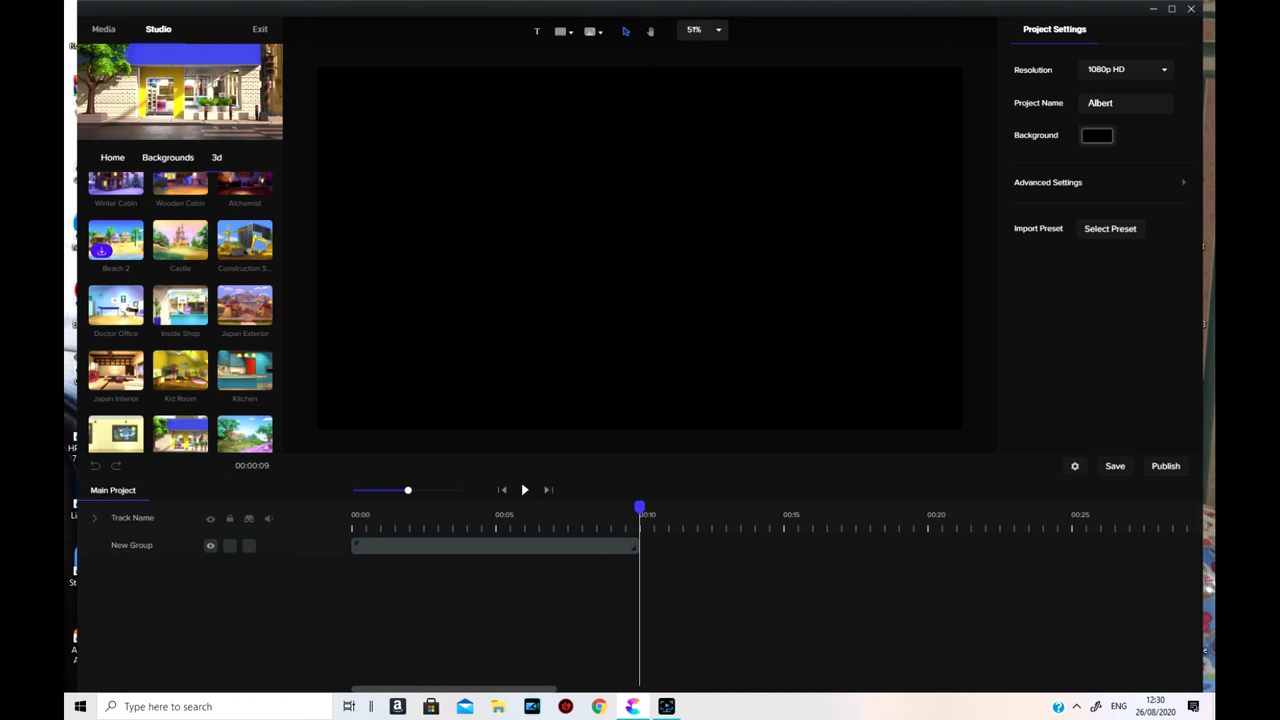 Media Studio Exit
51%
Project Settings
Resolution 1080p HD
Project Name Albert
Background
Advanced Settings
Import Preset Select Preset
Home Backgrounds 3d
Winter Cabin Wooden Cabin Alchemist
Beach 2 Castle Construction S...
Doctor Office Inside Shop Japan Exterior
Japan Interior Kid Room Kitchen
00:00:09
Save Publish
Main Project
Track Name
00:00 00:05 00:10 00:15 00:20 00:25
New Group
Type here to search
ENG
12:30
26/08/2020